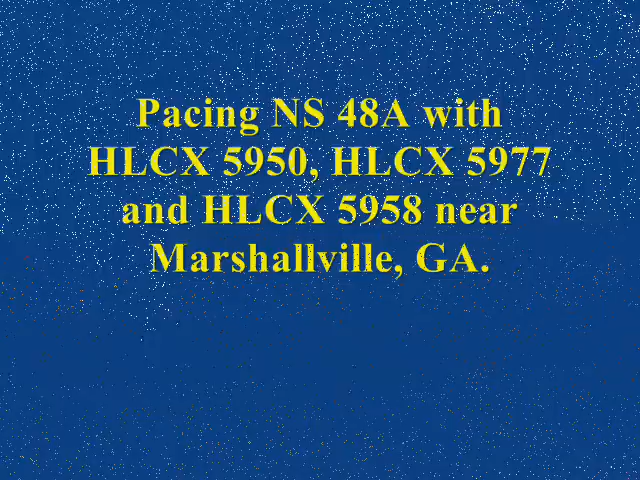 Pacing NS 48A with
HLCX 5950, HLCX 5977
and HLCX 5958 near
Marshallville, GA.